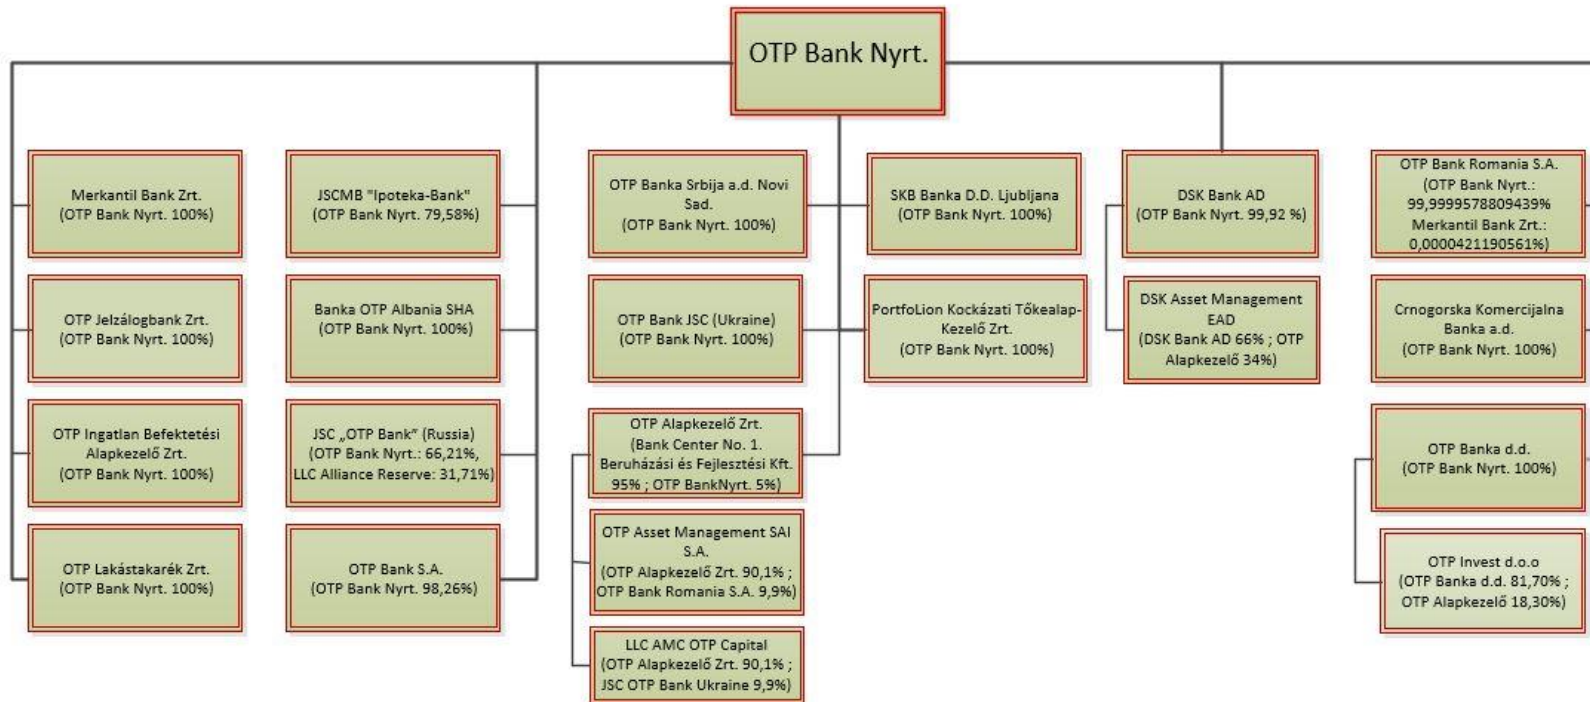 OTP Bank Nyrt.
Merkantil Bank Zrt.
(OTP Bank Nyrt. 100%)
OTP Jelzálogbank Zrt.
(OTP Bank Nyrt. 100%)
OTP Ingatlan Befektetési
Alapkezelő Zrt.
(OTP Bank Nyrt. 100%)
OTP Lakástakarék Zrt.
(OTP Bank Nyrt. 100%)
JSCMB "Ipoteka-Bank"
(OTP Bank Nyrt. 79,58%)
Banka OTP Albania SHA
(OTP Bank Nyrt. 100%)
JSC „OTP Bank” (Russia)
(OTP Bank Nyrt.: 66,21%,
LLC Alliance Reserve: 31,71%)
OTP Bank S.A.
(OTP Bank Nyrt. 98,26%)
OTP Banka Srbija a.d. Novi
Sad.
(OTP Bank Nyrt. 100%)
OTP Bank JSC (Ukraine)
(OTP Bank Nyrt. 100%)
OTP Alapkezelő Zrt.
(Bank Center No. 1.
Beruházási és Fejlesztési Kft.
95% ; OTP BankNyrt. 5%)
OTP Asset Management SAI
S.A.
(OTP Alapkezelő Zrt. 90,1% ;
OTP Bank Romania S.A. 9,9%)
LLC AMC OTP Capital
(OTP Alapkezelő Zrt. 90,1% ;
JSC OTP Bank Ukraine 9,9%)
SKB Banka D.D. Ljubljana
(OTP Bank Nyrt. 100%)
PortfoLion Kockázati Tőkealap-
Kezelő Zrt.
(OTP Bank Nyrt. 100%)
DSK Bank AD
(OTP Bank Nyrt. 99,92 %)
DSK Asset Management
EAD
(DSK Bank AD 66% ; OTP
Alapkezelő 34%)
OTP Bank Romania S.A.
(OTP Bank Nyrt.:
99,9999578809439%
Merkantil Bank Zrt.:
0,0000421190561%)
Crnogorska Komercijalna
Banka a.d.
(OTP Bank Nyrt. 100%)
OTP Banka d.d.
(OTP Bank Nyrt. 100%)
OTP Invest d.o.o
(OTP Banka d.d. 81,70% ;
OTP Alapkezelő 18,30%)